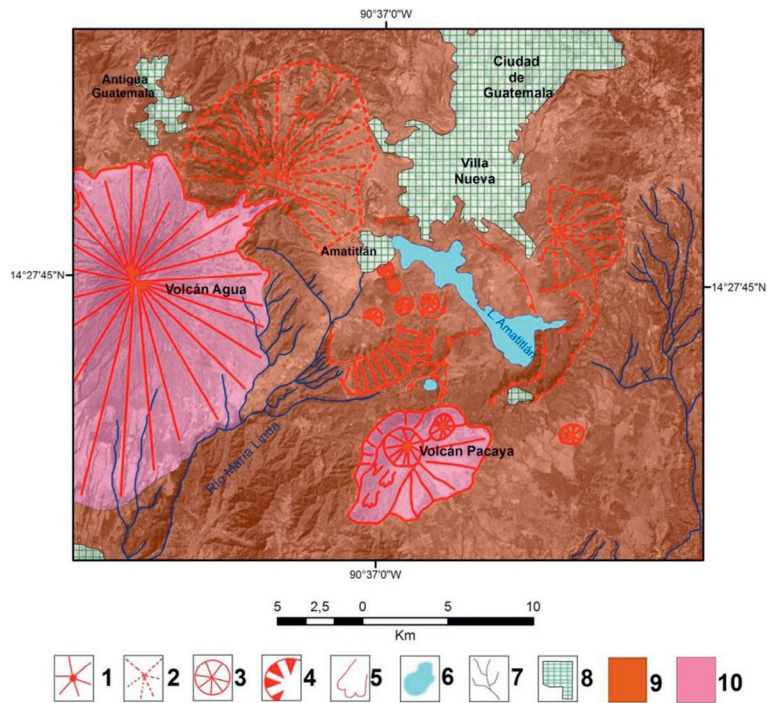 90°37'0"W
Ciudad
de
Guatemala
Antigua
Guatemala
Villa
Nueva
Amatitlán
14°27'45"N
14°27'45"N
Volcán Agua
L. Amatitlán
Río María Linda
Volcán Pacaya
90°37'0"W
5 2,5 0 5 10
Km
1 2 3 4 5 6 7 8 9 10